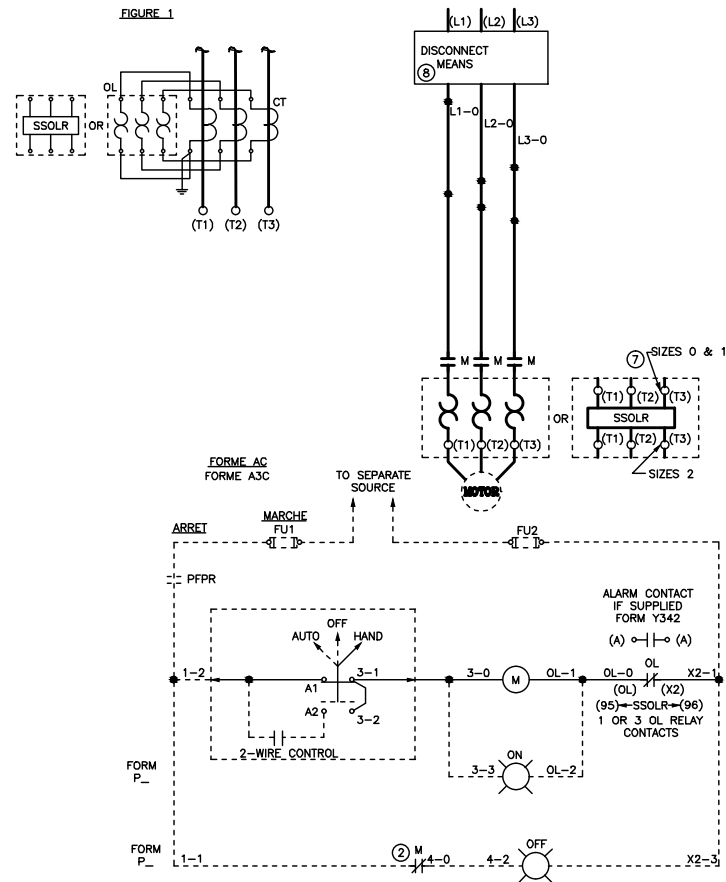 FIGURE 1
(L1) (L2) (L3)
DISCONNECT
MEANS
8
L1-0
L2-0
L3-0
OL
CT
SSOLR
OR
(T1) (T2) (T3)
M M M
7
SIZES 0 & 1
(T1) (T2) (T3)
OR
SSOLR
(T1) (T2) (T3)
(T1) (T2) (T3)
SIZES 2
MOTOR
FORME AC
FORME A3C
TO SEPARATE
SOURCE
MARCHE
ARRET
FU1
FU2
PFPR
ALARM CONTACT
IF SUPPLIED
FORM Y342
(A) (A)
OFF
AUTO HAND
1-2
A1
3-1
3-0
M
OL-1
OL-0
OL
X2-1
(OL) (X2)
A2
3-2
(95) SSOLR (96)
1 OR 3 OL RELAY
CONTACTS
2-WIRE CONTROL
ON
3-3
OL-2
FORM
P_
FORM
P_
1-1
2
M
4-0
4-2
OFF
X2-3